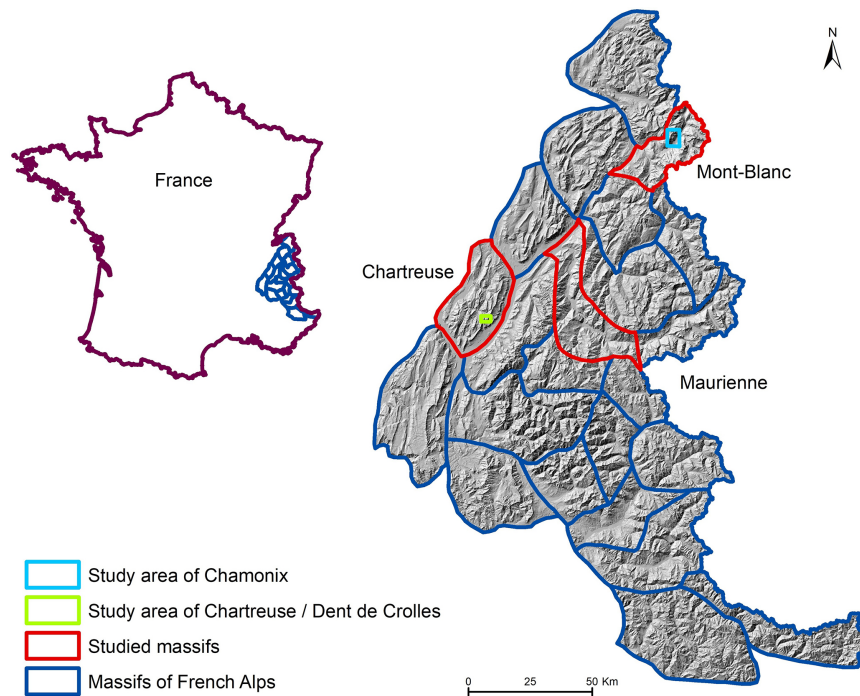 N
France
Mont-Blanc
Chartreuse
Maurienne
Study area of Chamonix
Study area of Chartreuse / Dent de Crolles
Studied massifs
Massifs of French Alps
0 25 50 Km